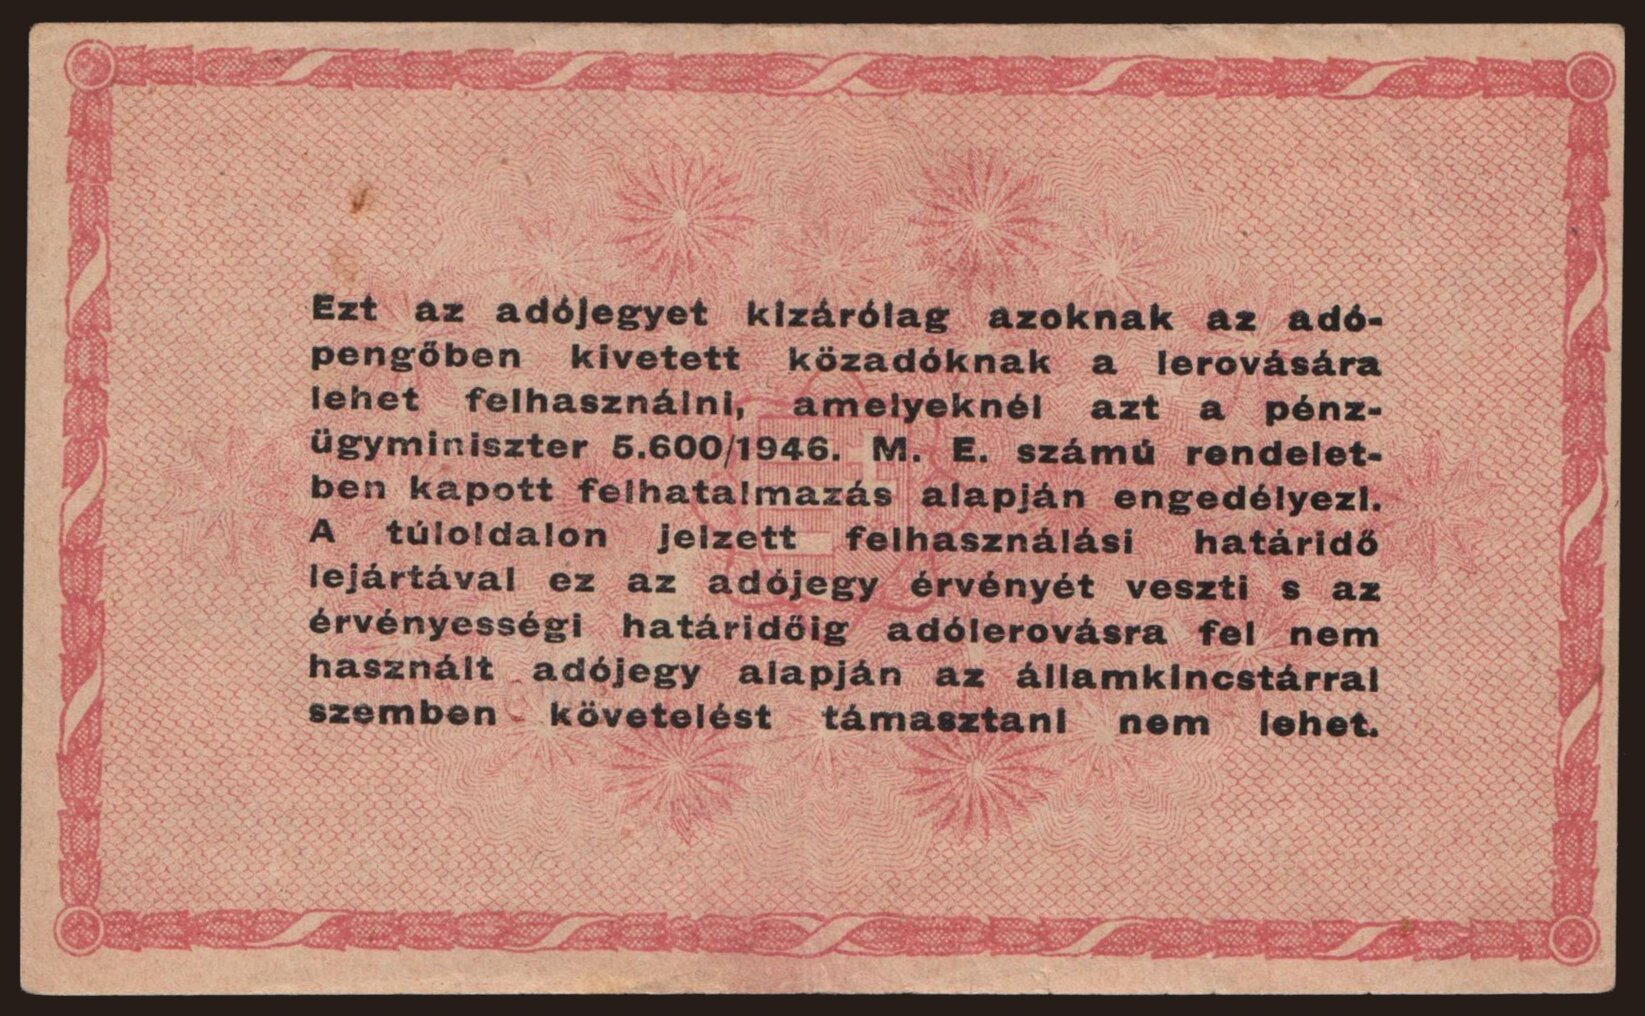 Ezt az adójegyet kizárólag azoknak az adó-
pengőben kivetett közadóknak a lerovására
lehet felhasználni, amelyeknél azt a pénz-
ügyminiszter 5.600/1946. M. E. számú rendelet-
ben kapott felhatalmazás alapján engedélyezi.
A túloldalon jelzett felhasználási határidő
lejártával ez az adójegy érvényét veszti s az
érvényességi határidőig adólerovásra fel nem
használt adójegy alapján az államkincstárral
szemben követelést támasztani nem lehet.